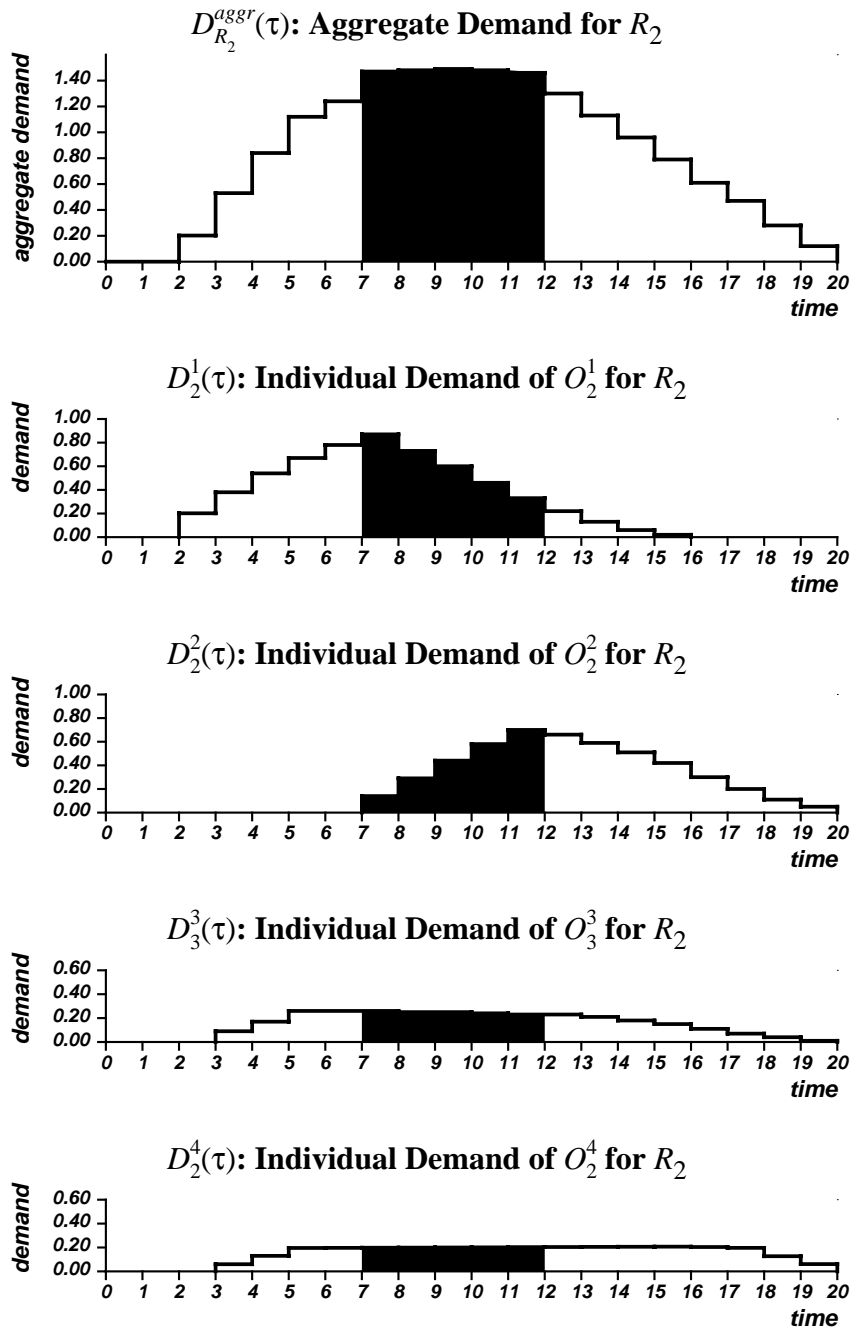 D_{R_2}^{aggr}(τ): Aggregate Demand for R_2
aggregate demand
1.40
1.20
1.00
0.80
0.60
0.40
0.20
0.00
0 1 2 3 4 5 6 7 8 9 10 11 12 13 14 15 16 17 18 19 20
time
D_2^1(τ): Individual Demand of O_2^1 for R_2
demand
1.00
0.80
0.60
0.40
0.20
0.00
0 1 2 3 4 5 6 7 8 9 10 11 12 13 14 15 16 17 18 19 20
time
D_2^2(τ): Individual Demand of O_2^2 for R_2
demand
1.00
0.80
0.60
0.40
0.20
0.00
0 1 2 3 4 5 6 7 8 9 10 11 12 13 14 15 16 17 18 19 20
time
D_3^3(τ): Individual Demand of O_3^3 for R_2
demand
0.60
0.40
0.20
0.00
0 1 2 3 4 5 6 7 8 9 10 11 12 13 14 15 16 17 18 19 20
time
D_2^4(τ): Individual Demand of O_2^4 for R_2
demand
0.60
0.40
0.20
0.00
0 1 2 3 4 5 6 7 8 9 10 11 12 13 14 15 16 17 18 19 20
time